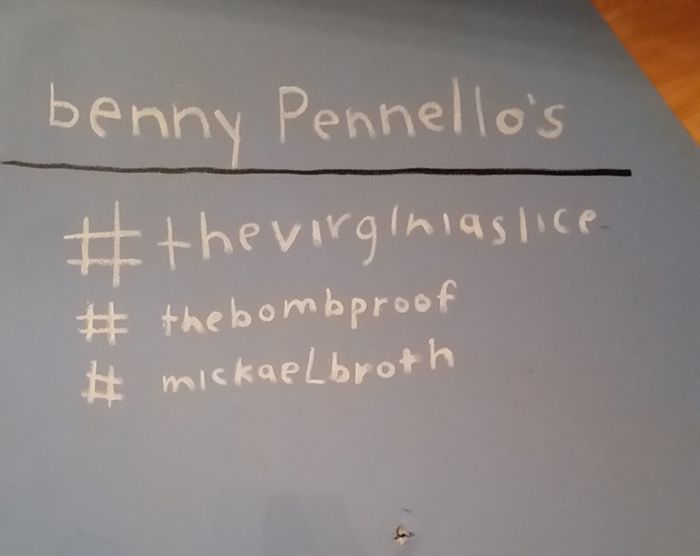 benny Pennello's
#thevirginiaslice
# thebombproof
# mickaeLbroth